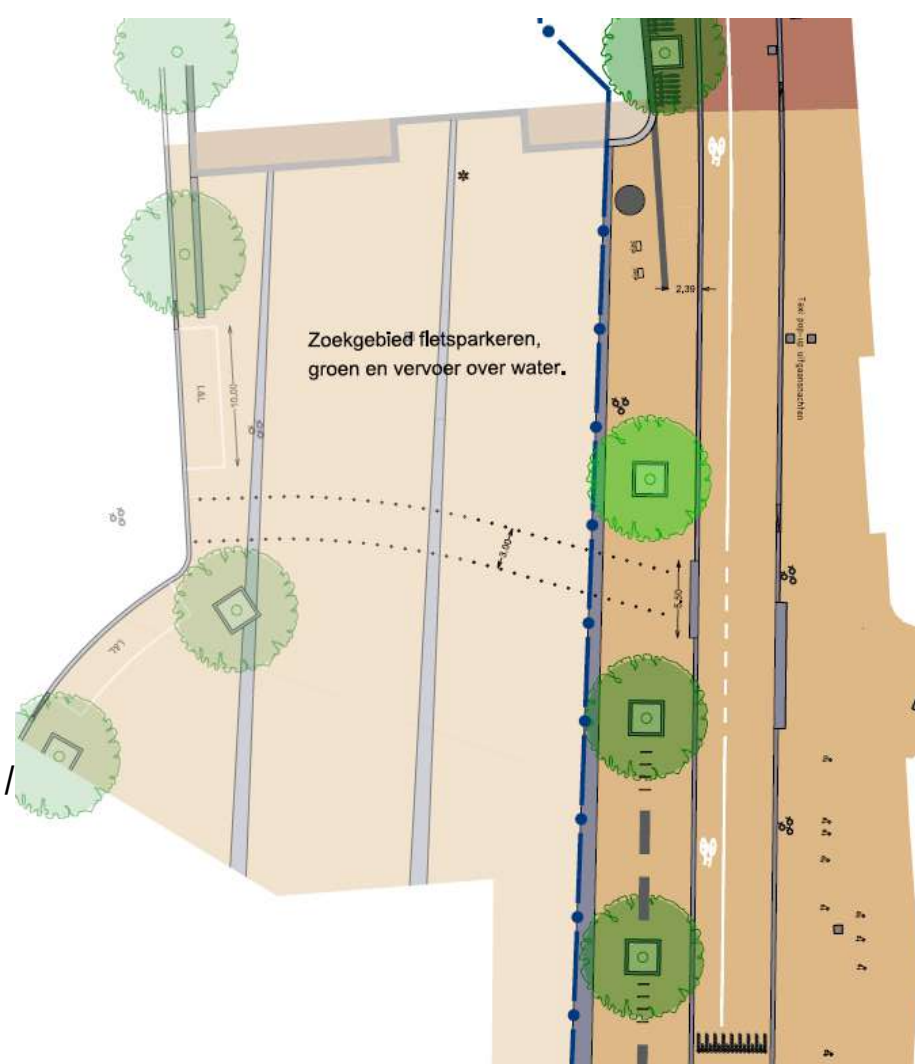 2,39
Taxi pop-up uitgaansnachten
Zoekgebied fietsparkeren,
groen en vervoer over water.
L&L
10,00
3,00
5,50
L&L